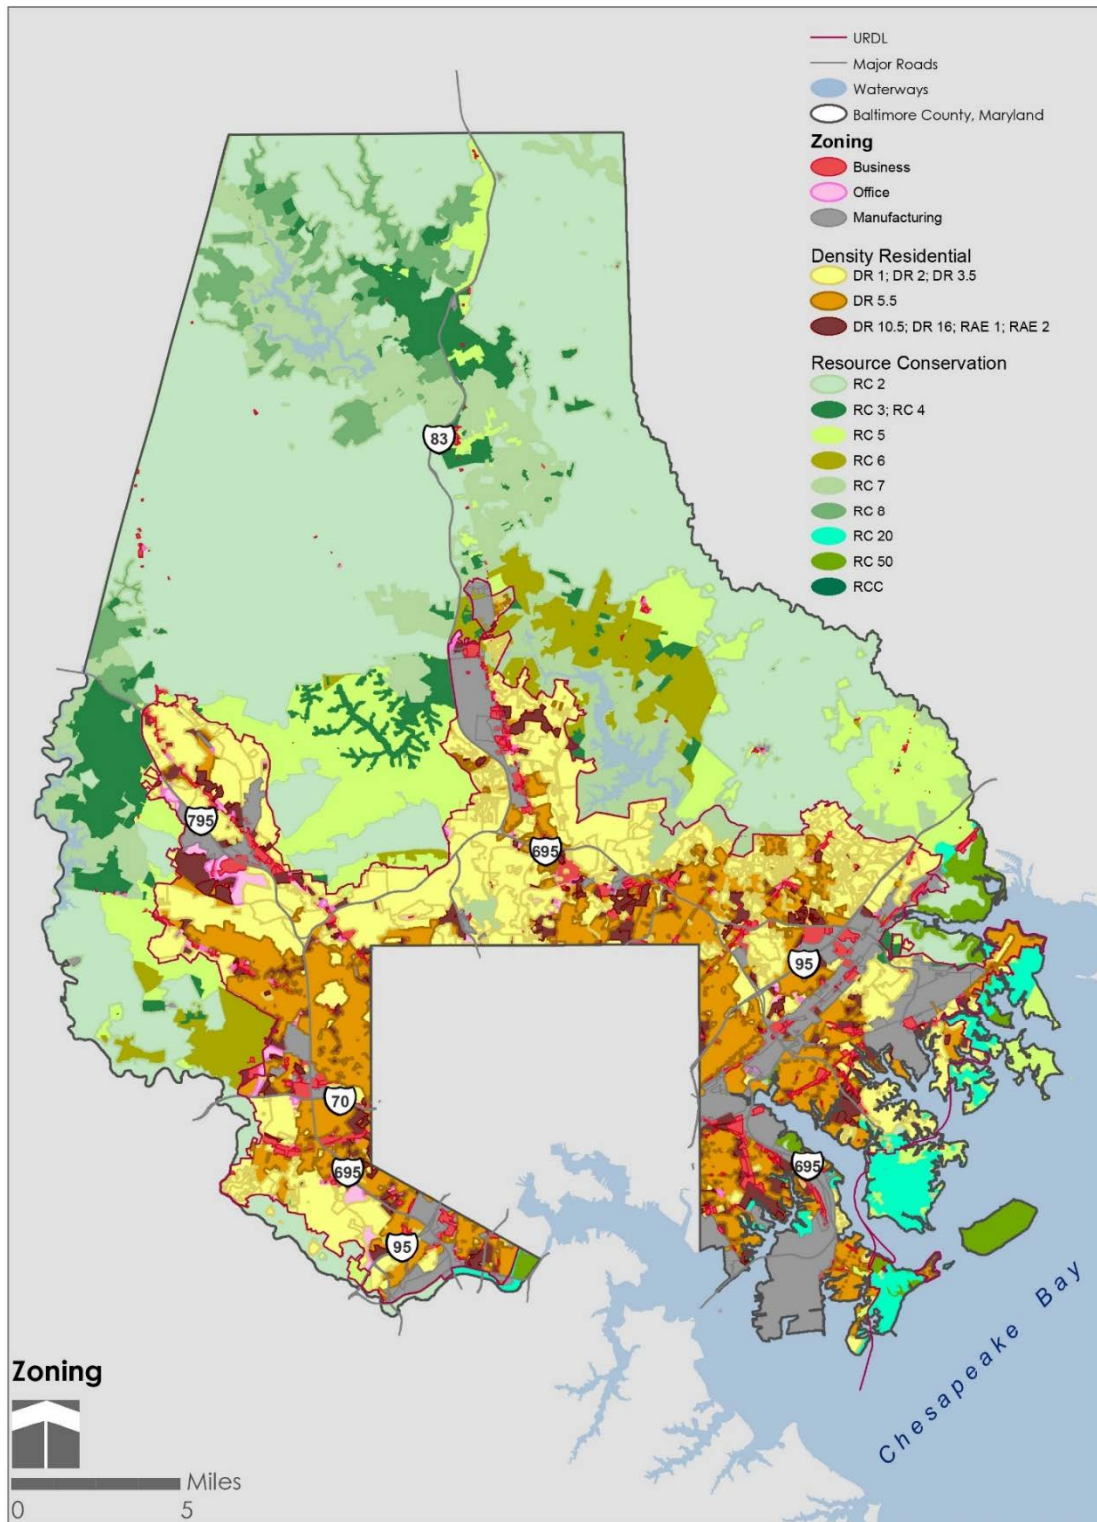 URDL
Major Roads
Waterways
Baltimore County, Maryland
Zoning
Business
Office
Manufacturing
Density Residential
DR 1; DR 2; DR 3.5
DR 5.5
DR 10.5; DR 16; RAE 1; RAE 2
Resource Conservation
RC 2
RC 3; RC 4
RC 5
RC 6
RC 7
RC 8
RC 20
RC 50
RCC
83
795
695
95
70
695
695
95
Chesapeake Bay
Zoning
Miles
0 5